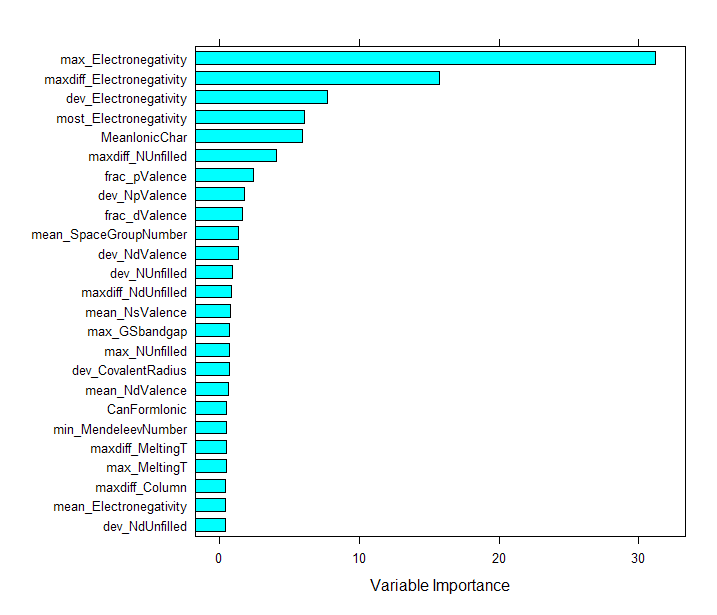 max_Electronegativity
maxdiff_Electronegativity
dev_Electronegativity
most_Electronegativity
MeanIonicChar
maxdiff_NUnfilled
frac_pValence
dev_NpValence
frac_dValence
mean_SpaceGroupNumber
dev_NdValence
dev_NUnfilled
maxdiff_NdUnfilled
mean_NsValence
max_GSbandgap
max_NUnfilled
dev_CovalentRadius
mean_NdValence
CanFormIonic
min_MendeleevNumber
maxdiff_MeltingT
max_MeltingT
maxdiff_Column
mean_Electronegativity
dev_NdUnfilled
0 10 20 30
Variable Importance